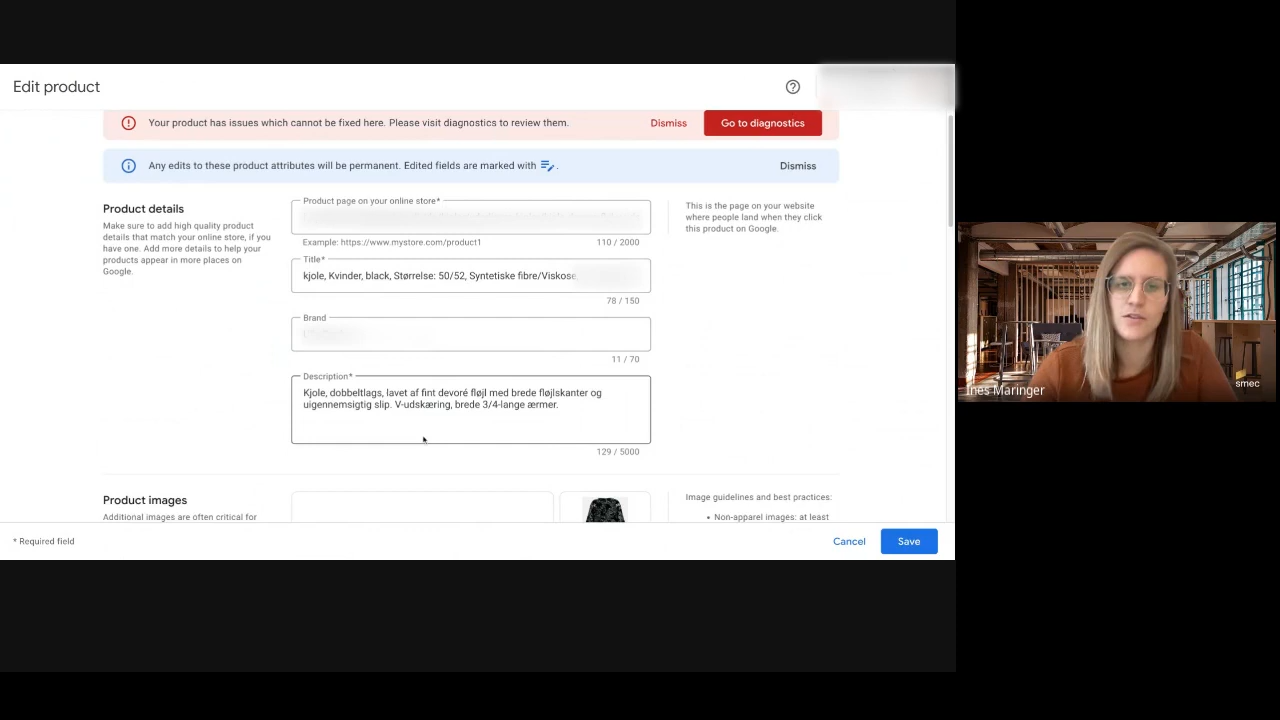 Edit product
Your product has issues which cannot be fixed here. Please visit diagnostics to review them.
Dismiss
Go to diagnostics
Any edits to these product attributes will be permanent. Edited fields are marked with .
Dismiss
Product details
Make sure to add high quality product
details that match your online store, if you
have one. Add more details to help your
products appear in more places on
Google.
Product page on your online store*
Example: https://www.mystore.com/product1
110 / 2000
This is the page on your website
where people land when they click
this product on Google.
Title*
kjole, Kvinder, black, Størrelse: 50/52, Syntetiske fibre/Viskose
78 / 150
Brand
11 / 70
Description*
Kjole, dobbeltlags, lavet af fint devoré fløjl med brede fløjlskanter og
uigennemsigtig slip. V-udskæring, brede 3/4-lange ærmer.
129 / 5000
Product images
Additional images are often critical for
Image guidelines and best practices:
• Non-apparel images: at least
* Required field
Cancel
Save
Ines Maringer
smec